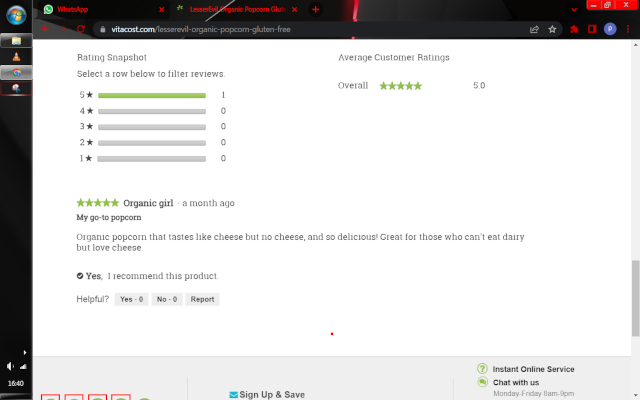 WhatsApp
LesserEvil Organic Popcorn Glute
vitacost.com/lesserevil-organic-popcorn-gluten-free
P
Rating Snapshot
Average Customer Ratings
Select a row below to filter reviews.
Overall ★★★★★ 5.0
5★ 1
4★ 0
3★ 0
2★ 0
1★ 0
★★★★★ Organic girl · a month ago
My go-to popcorn
Organic popcorn that tastes like cheese but no cheese, and so delicious! Great for those who can't eat dairy
but love cheese.
Yes, I recommend this product.
Helpful? Yes · 0 No · 0 Report
Instant Online Service
Chat with us
Monday-Friday 8am-9pm
Sign Up & Save
16:40